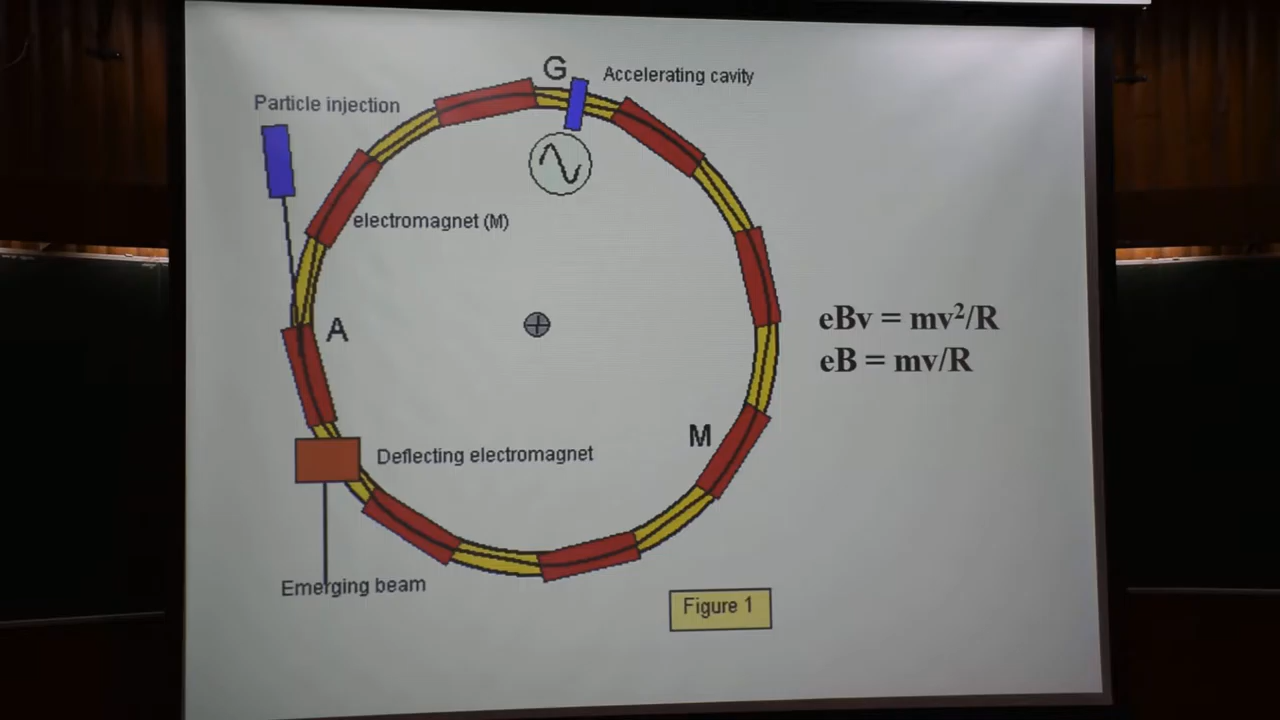 G
Accelerating cavity
Particle injection
electromagnet (M)
A
eBv = mv²/R
eB = mv/R
M
Deflecting electromagnet
Emerging beam
Figure 1